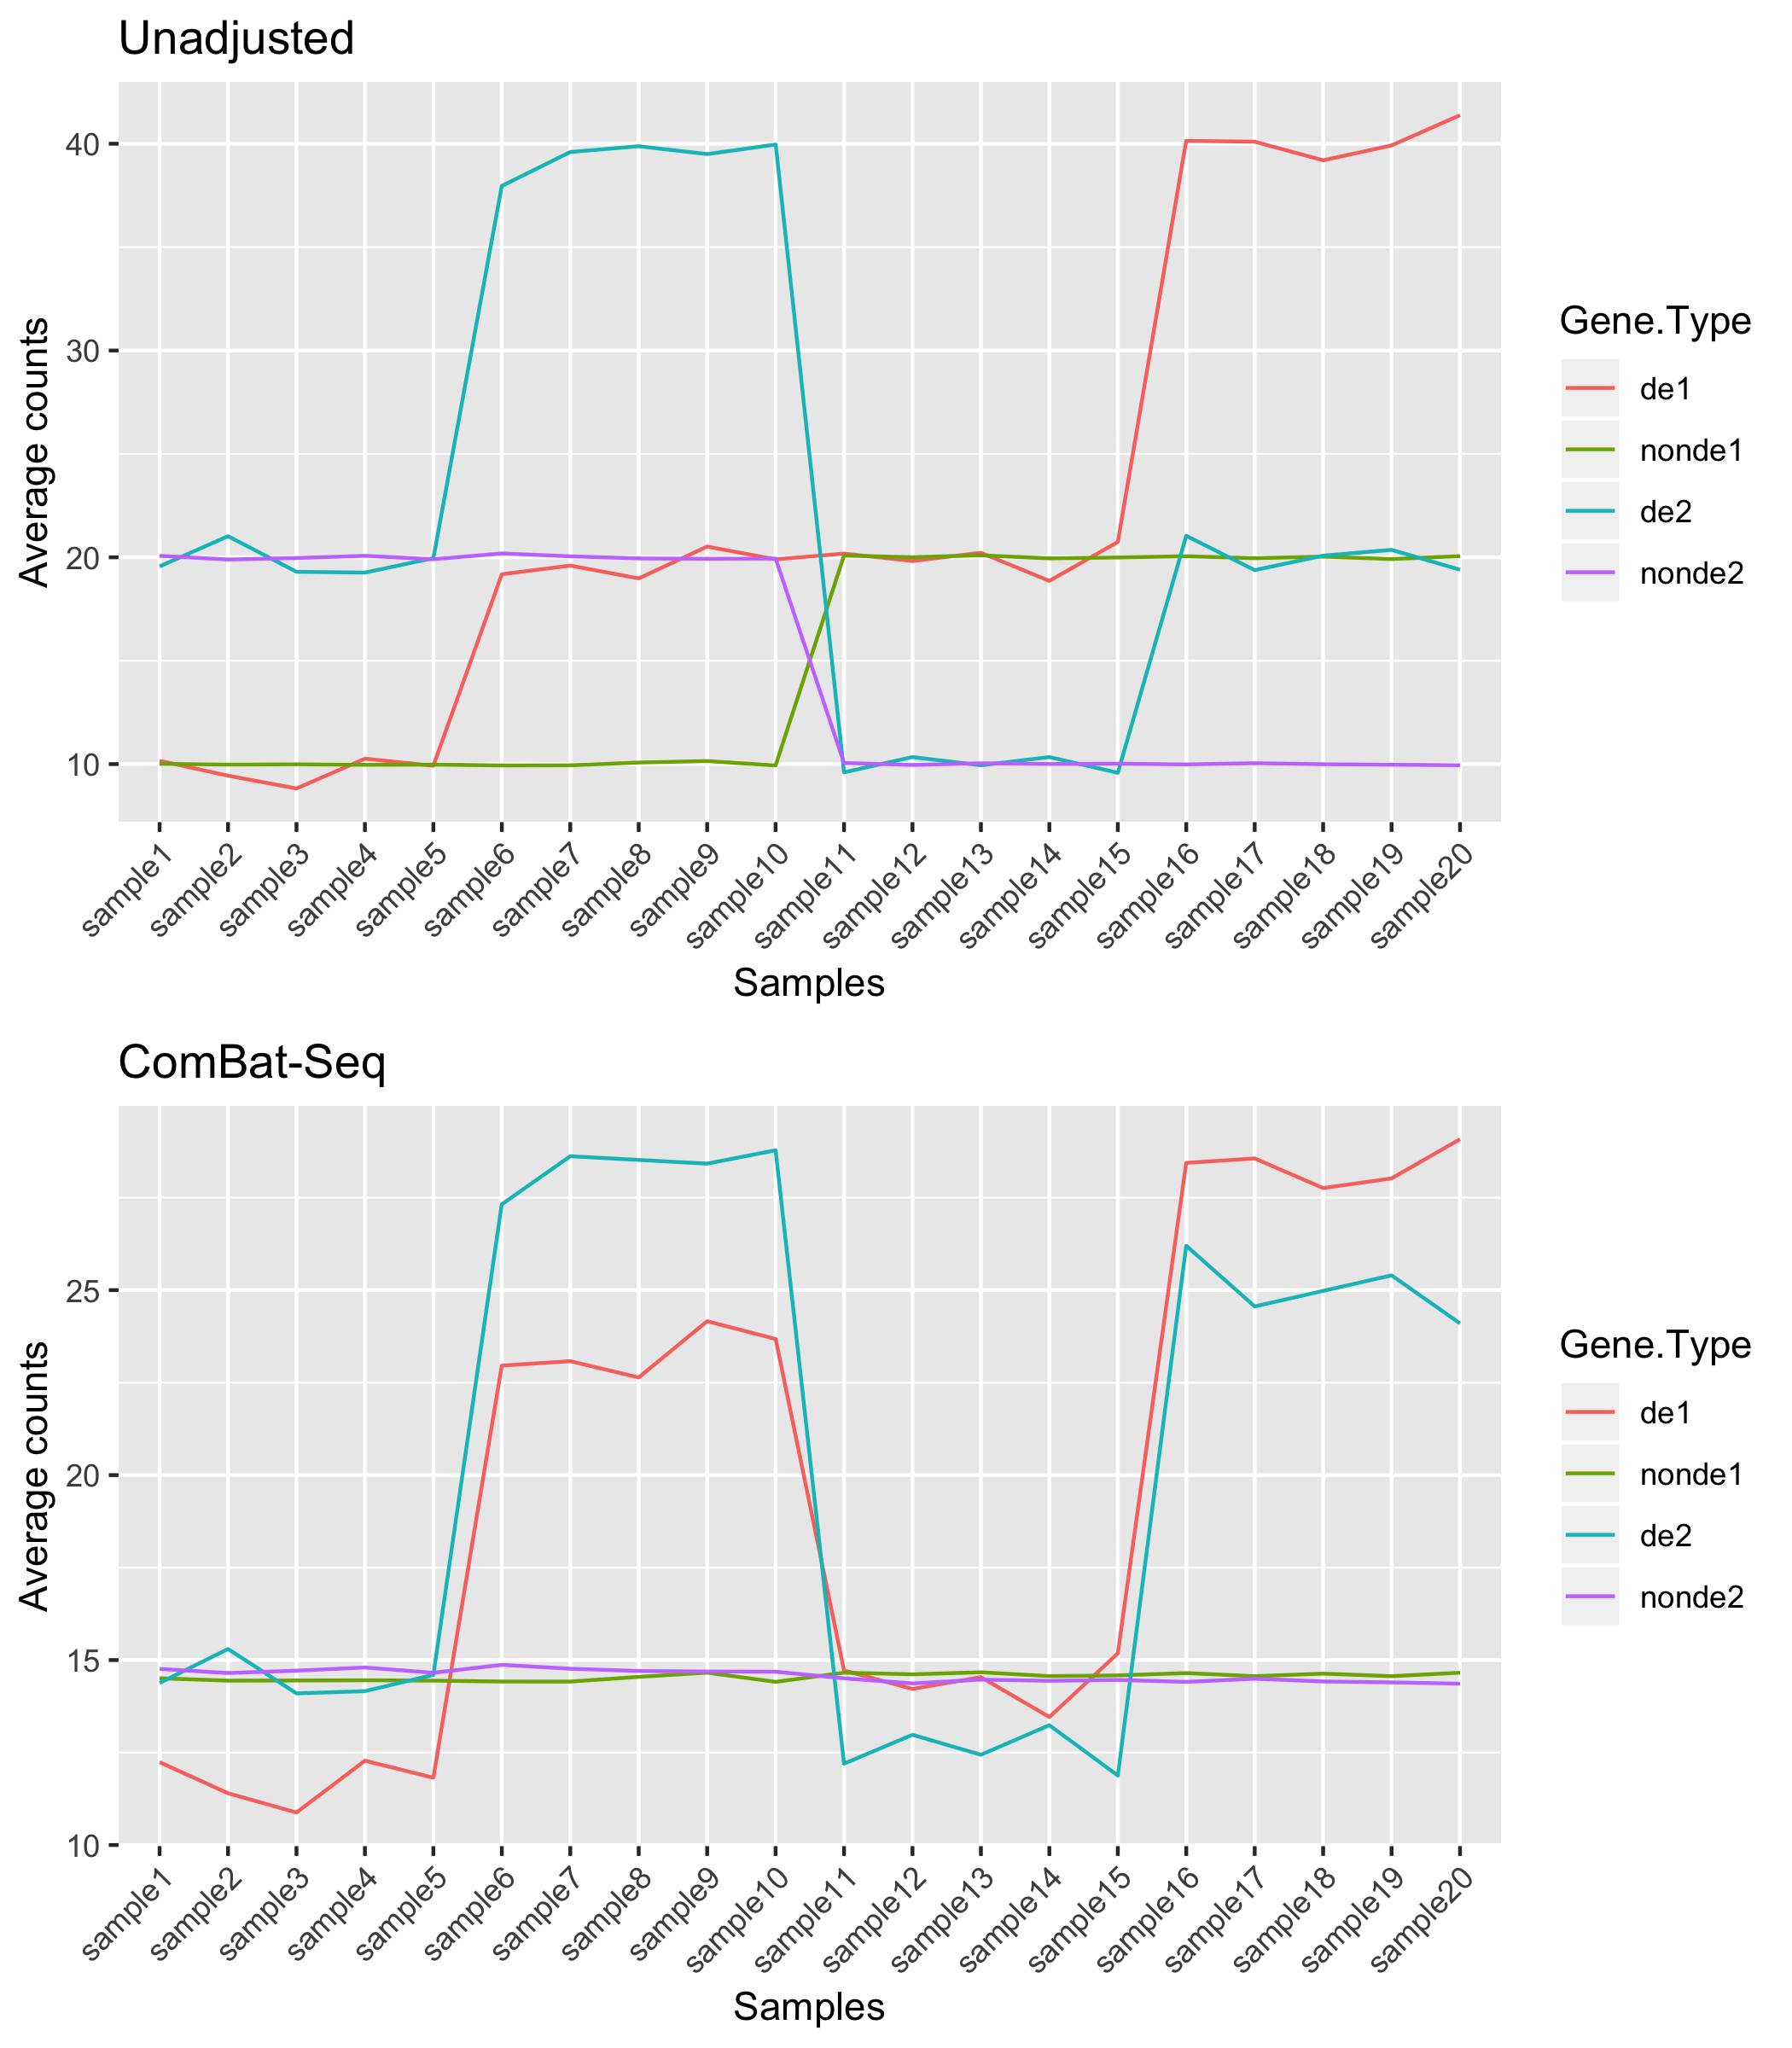 Unadjusted
Average counts
40
30
20
10
sample1
sample2
sample3
sample4
sample5
sample6
sample7
sample8
sample9
sample10
sample11
sample12
sample13
sample14
sample15
sample16
sample17
sample18
sample19
sample20
Samples
Gene.Type
de1
nonde1
de2
nonde2
ComBat-Seq
Average counts
25
20
15
10
sample1
sample2
sample3
sample4
sample5
sample6
sample7
sample8
sample9
sample10
sample11
sample12
sample13
sample14
sample15
sample16
sample17
sample18
sample19
sample20
Samples
Gene.Type
de1
nonde1
de2
nonde2